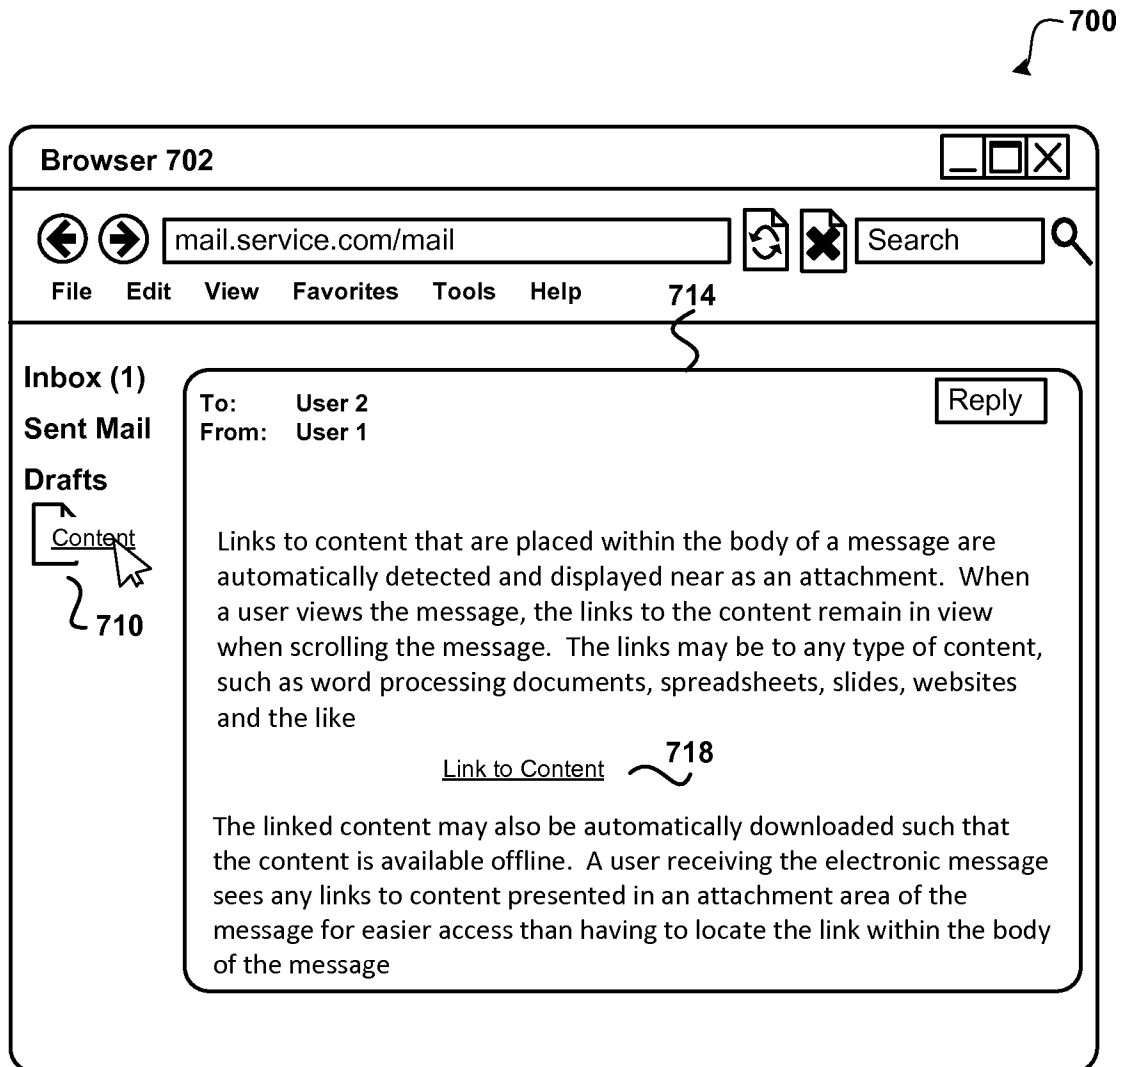 700
Browser 702
mail.service.com/mail
Search
File Edit View Favorites Tools Help
714
Inbox (1)
Sent Mail
Drafts
Content
710
To: User 2
From: User 1
Reply
Links to content that are placed within the body of a message are
automatically detected and displayed near as an attachment.  When
a user views the message, the links to the content remain in view
when scrolling the message.  The links may be to any type of content,
such as word processing documents, spreadsheets, slides, websites
and the like
Link to Content
718
The linked content may also be automatically downloaded such that
the content is available offline.  A user receiving the electronic message
sees any links to content presented in an attachment area of the
message for easier access than having to locate the link within the body
of the message